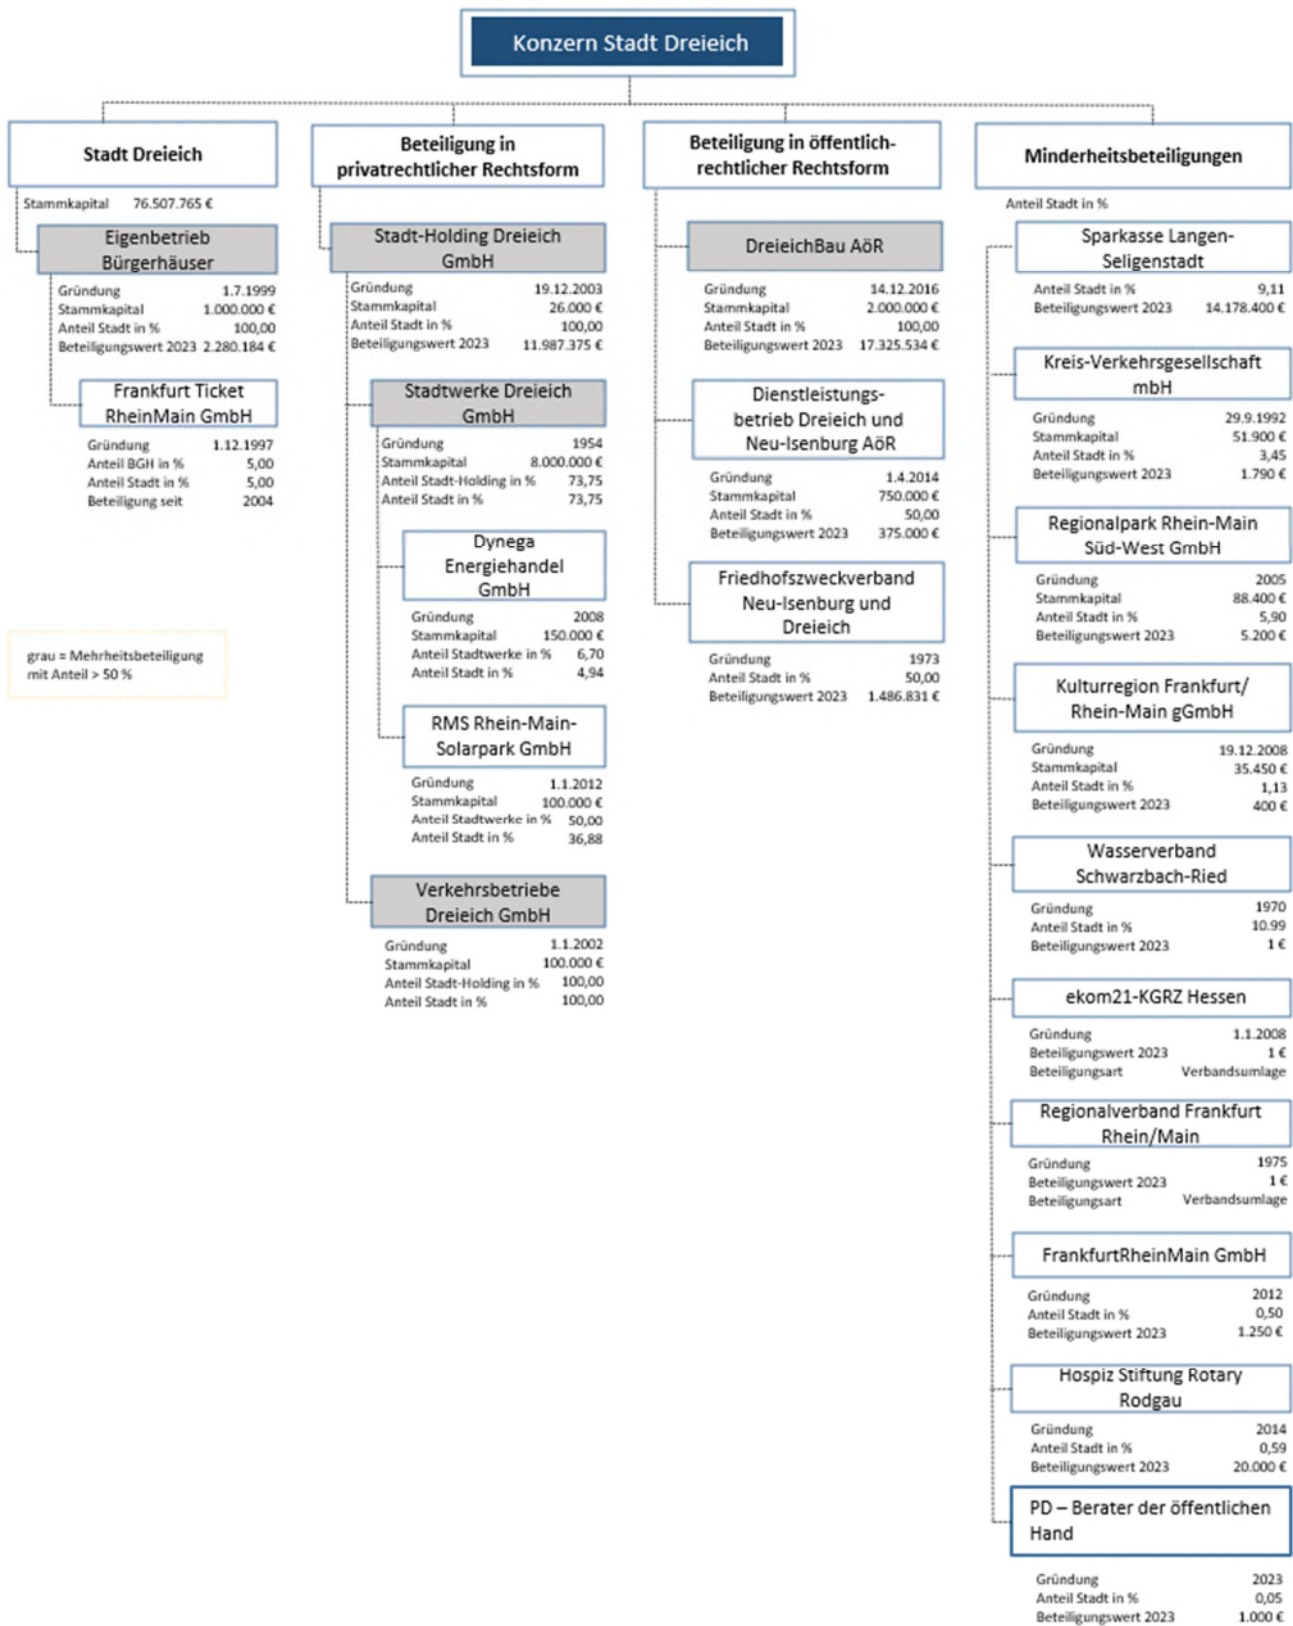 Konzern Stadt Dreieich
Stadt Dreieich
Stammkapital 76.507.765 €
Eigenbetrieb
Bürgerhäuser
Gründung 1.7.1999
Stammkapital 1.000.000 €
Anteil Stadt in % 100,00
Beteiligungswert 2023 2.280.184 €
Frankfurt Ticket
RheinMain GmbH
Gründung 1.12.1997
Anteil BGH in % 5,00
Anteil Stadt in % 5,00
Beteiligung seit 2004
grau = Mehrheitsbeteiligung
mit Anteil > 50 %
Beteiligung in
privatrechtlicher Rechtsform
Stadt-Holding Dreieich
GmbH
Gründung 19.12.2003
Stammkapital 26.000 €
Anteil Stadt in % 100,00
Beteiligungswert 2023 11.987.375 €
Stadtwerke Dreieich
GmbH
Gründung 1954
Stammkapital 8.000.000 €
Anteil Stadt-Holding in % 73,75
Anteil Stadt in % 73,75
Dynega
Energiehandel
GmbH
Gründung 2008
Stammkapital 150.000 €
Anteil Stadtwerke in % 6,70
Anteil Stadt in % 4,94
RMS Rhein-Main-
Solarpark GmbH
Gründung 1.1.2012
Stammkapital 100.000 €
Anteil Stadtwerke in % 50,00
Anteil Stadt in % 36,88
Verkehrsbetriebe
Dreieich GmbH
Gründung 1.1.2002
Stammkapital 100.000 €
Anteil Stadt-Holding in % 100,00
Anteil Stadt in % 100,00
Beteiligung in öffentlich-
rechtlicher Rechtsform
DreieichBau AöR
Gründung 14.12.2016
Stammkapital 2.000.000 €
Anteil Stadt in % 100,00
Beteiligungswert 2023 17.325.534 €
Dienstleistungs-
betrieb Dreieich und
Neu-Isenburg AöR
Gründung 1.4.2014
Stammkapital 750.000 €
Anteil Stadt in % 50,00
Beteiligungswert 2023 375.000 €
Friedhofszweckverband
Neu-Isenburg und
Dreieich
Gründung 1973
Anteil Stadt in % 50,00
Beteiligungswert 2023 1.486.831 €
Minderheitsbeteiligungen
Anteil Stadt in %
Sparkasse Langen-
Seligenstadt
Anteil Stadt in % 9,11
Beteiligungswert 2023 14.178.400 €
Kreis-Verkehrsgesellschaft
mbH
Gründung 29.9.1992
Stammkapital 51.900 €
Anteil Stadt in % 3,45
Beteiligungswert 2023 1.790 €
Regionalpark Rhein-Main
Süd-West GmbH
Gründung 2005
Stammkapital 88.400 €
Anteil Stadt in % 5,90
Beteiligungswert 2023 5.200 €
Kulturregion Frankfurt/
Rhein-Main gGmbH
Gründung 19.12.2008
Stammkapital 35.450 €
Anteil Stadt in % 1,13
Beteiligungswert 2023 400 €
Wasserverband
Schwarzbach-Ried
Gründung 1970
Anteil Stadt in % 10.99
Beteiligungswert 2023 1 €
ekom21-KGRZ Hessen
Gründung 1.1.2008
Beteiligungswert 2023 1 €
Beteiligungsart Verbandsumlage
Regionalverband Frankfurt
Rhein/Main
Gründung 1975
Beteiligungswert 2023 1 €
Beteiligungsart Verbandsumlage
FrankfurtRheinMain GmbH
Gründung 2012
Anteil Stadt in % 0,50
Beteiligungswert 2023 1.250 €
Hospiz Stiftung Rotary
Rodgau
Gründung 2014
Anteil Stadt in % 0,59
Beteiligungswert 2023 20.000 €
PD – Berater der öffentlichen
Hand
Gründung 2023
Anteil Stadt in % 0,05
Beteiligungswert 2023 1.000 €